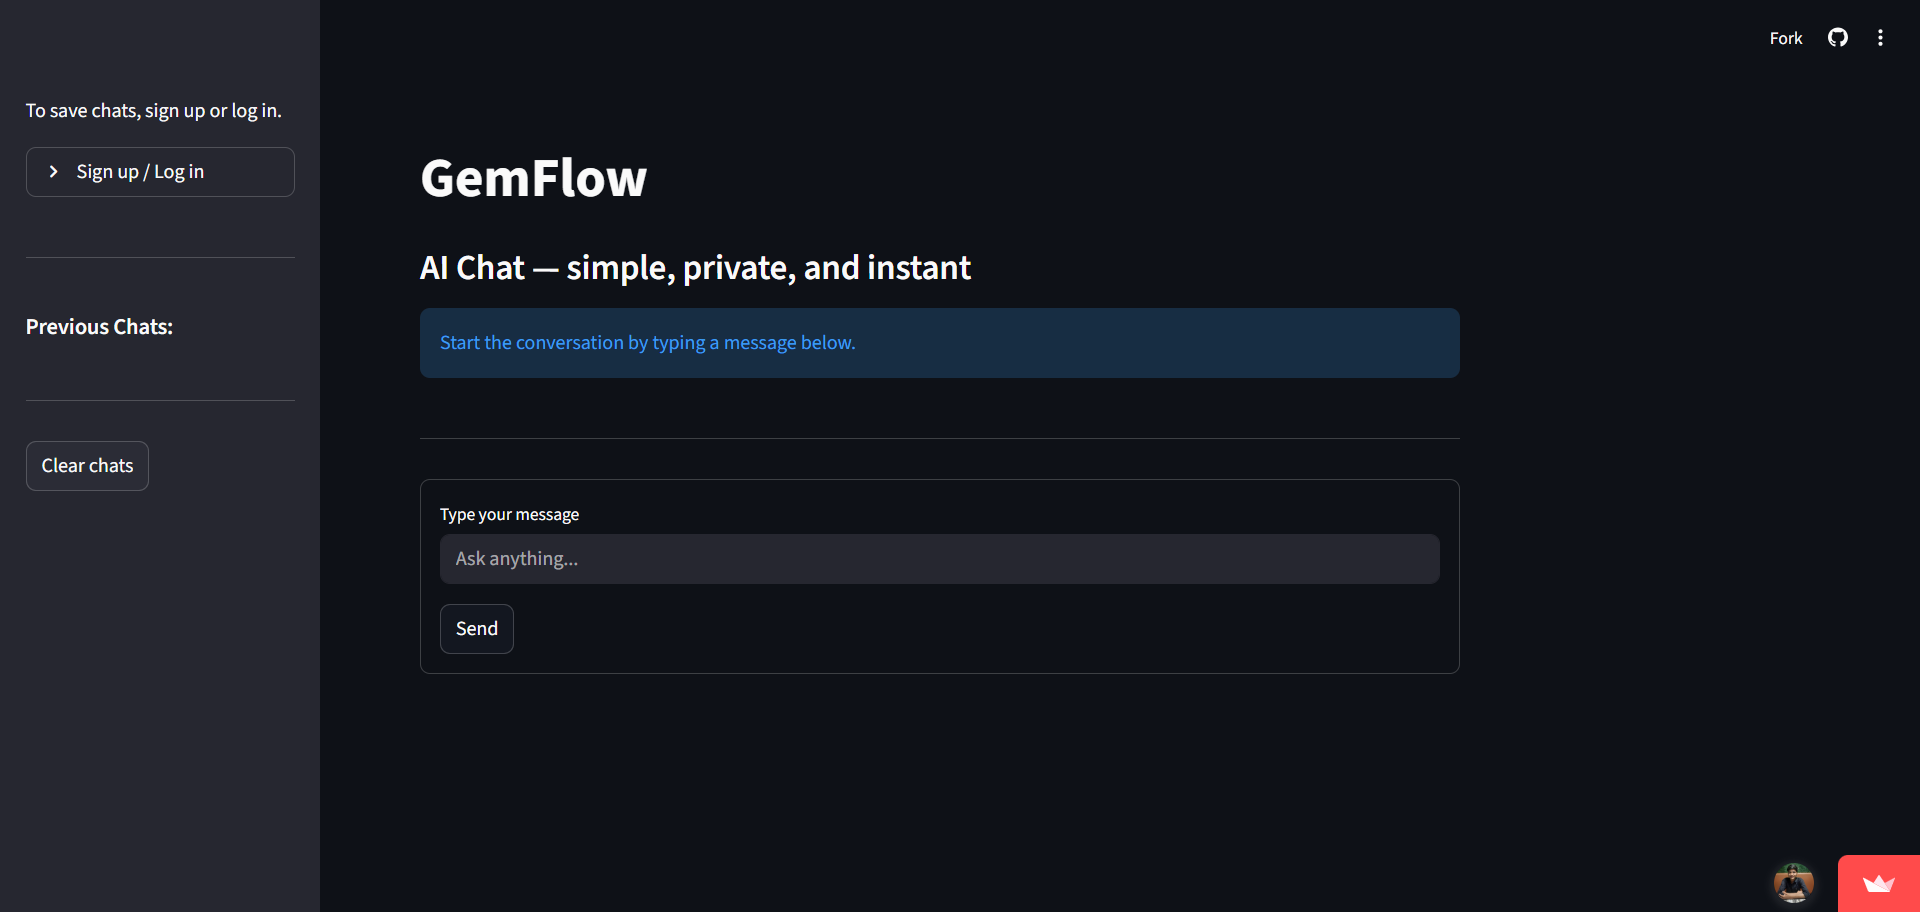 Fork
To save chats, sign up or log in.
Sign up / Log in
Previous Chats:
Clear chats
GemFlow
AI Chat — simple, private, and instant
Start the conversation by typing a message below.
Type your message
Ask anything...
Send